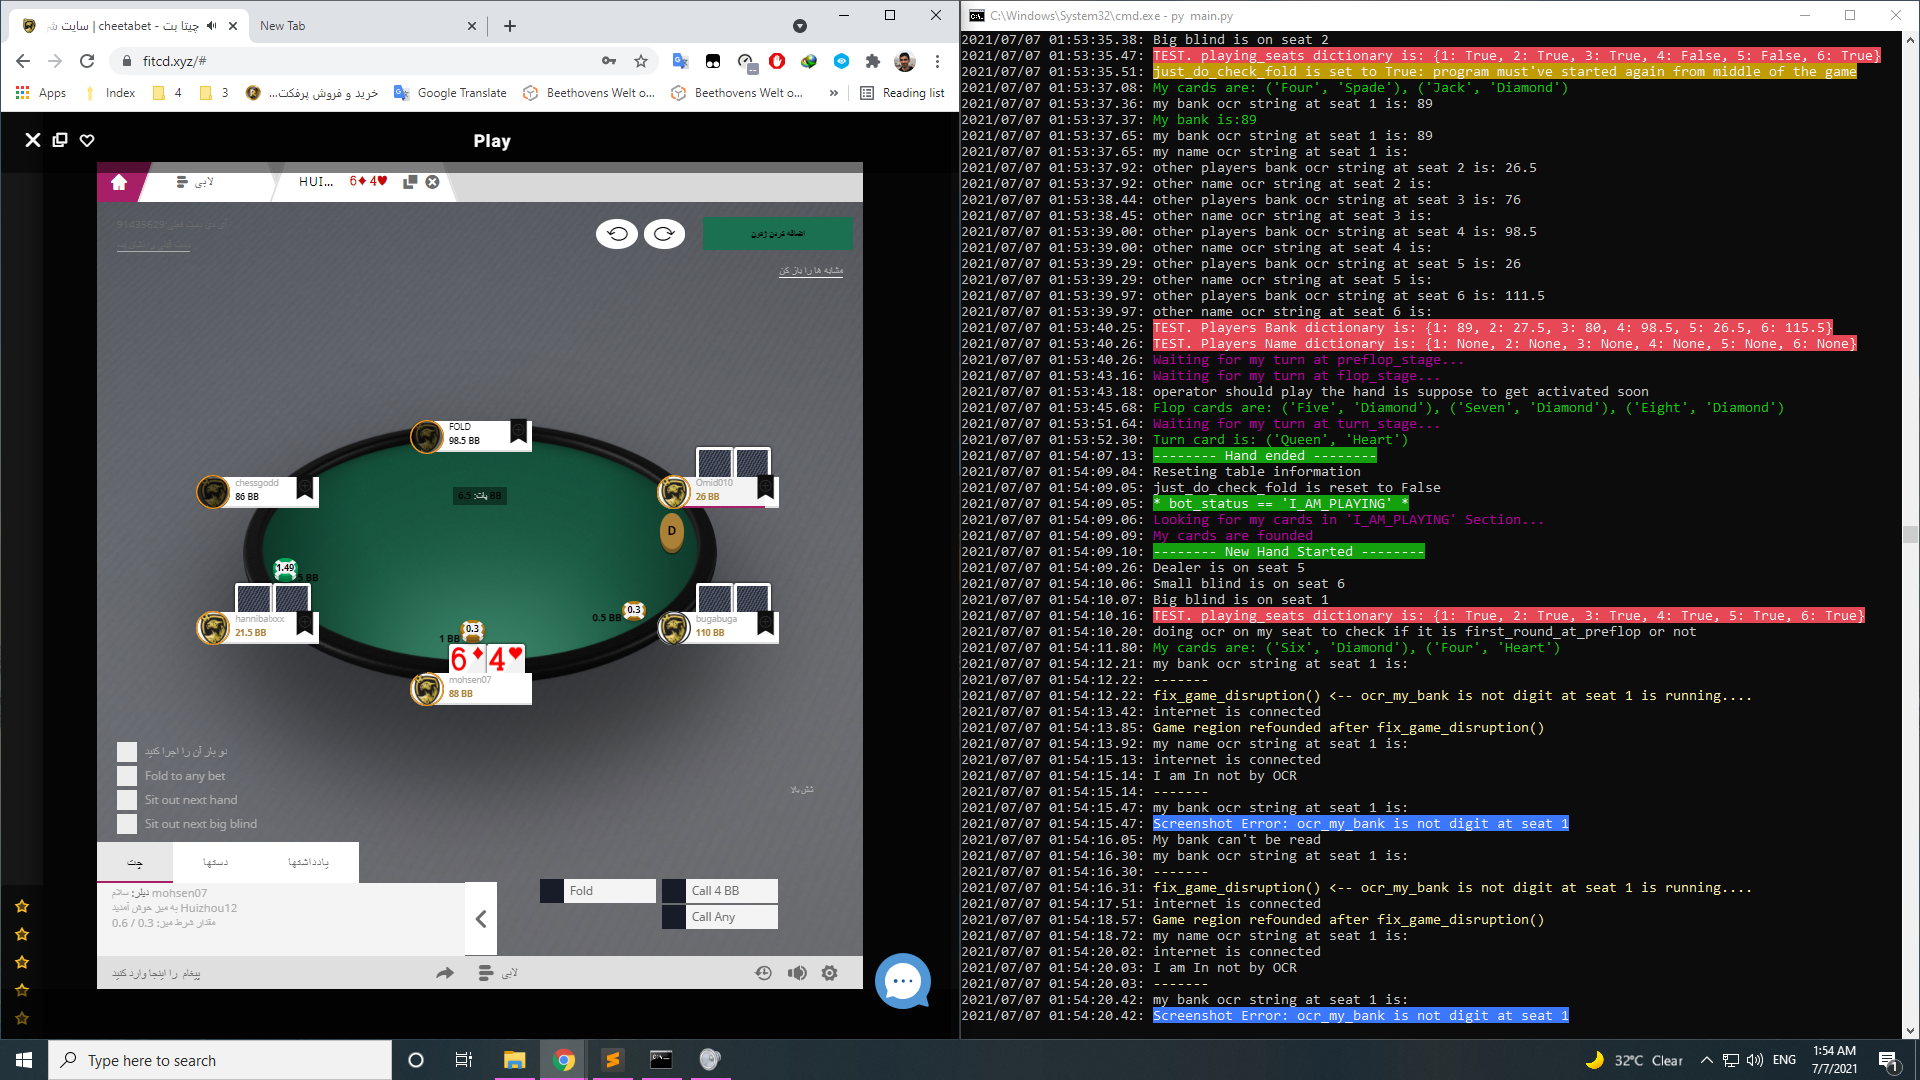 چیتا بت - cheetabet | سایت
New Tab
fitcd.xyz/#
Apps
Index
4
3
خرید و فروش پرفکت...
Google Translate
Beethovens Welt o...
Beethovens Welt o...
»
Reading list
Play
لابی
HUI... 6♦ 4♥
اضافه کردن ژتون
مشابه ها را باز کن
FOLD
98.5 BB
chessgodd
86 BB
Omid010
26 BB
پات: 6.5 BB
D
1.49
hannibalxxx
21.5 BB
0.3
0.5 BB
bugabuga
110 BB
0.3
1 BB
6♦ 4♥
mohsen07
88 BB
دو بار آن را اجرا کنید
Fold to any bet
Sit out next hand
Sit out next big blind
چت
دستها
یادداشتها
دیلر: سلام mohsen07
به میز خوش آمدید Huizhou12
مقدار شرط میز: 0.3 / 0.6
پیغام را اینجا وارد کنید
لابی
Fold
Call 4 BB
Call Any
C:\Windows\System32\cmd.exe - py main.py
2021/07/07 01:53:35.38: Big blind is on seat 2
2021/07/07 01:53:35.47: TEST. playing_seats dictionary is: {1: True, 2: True, 3: True, 4: False, 5: False, 6: True}
2021/07/07 01:53:35.51: just_do_check_fold is set to True: program must've started again from middle of the game
2021/07/07 01:53:37.08: My cards are: ('Four', 'Spade'), ('Jack', 'Diamond')
2021/07/07 01:53:37.36: my bank ocr string at seat 1 is: 89
2021/07/07 01:53:37.37: My bank is:89
2021/07/07 01:53:37.65: my bank ocr string at seat 1 is: 89
2021/07/07 01:53:37.65: my name ocr string at seat 1 is:
2021/07/07 01:53:37.92: other players bank ocr string at seat 2 is: 26.5
2021/07/07 01:53:37.92: other name ocr string at seat 2 is:
2021/07/07 01:53:38.44: other players bank ocr string at seat 3 is: 76
2021/07/07 01:53:38.45: other name ocr string at seat 3 is:
2021/07/07 01:53:39.00: other players bank ocr string at seat 4 is: 98.5
2021/07/07 01:53:39.00: other name ocr string at seat 4 is:
2021/07/07 01:53:39.29: other players bank ocr string at seat 5 is: 26
2021/07/07 01:53:39.29: other name ocr string at seat 5 is:
2021/07/07 01:53:39.97: other players bank ocr string at seat 6 is: 111.5
2021/07/07 01:53:39.97: other name ocr string at seat 6 is:
2021/07/07 01:53:40.25: TEST. Players Bank dictionary is: {1: 89, 2: 27.5, 3: 80, 4: 98.5, 5: 26.5, 6: 115.5}
2021/07/07 01:53:40.26: TEST. Players Name dictionary is: {1: None, 2: None, 3: None, 4: None, 5: None, 6: None}
2021/07/07 01:53:40.26: Waiting for my turn at preflop_stage...
2021/07/07 01:53:43.16: Waiting for my turn at flop_stage...
2021/07/07 01:53:43.18: operator should play the hand is suppose to get activated soon
2021/07/07 01:53:45.68: Flop cards are: ('Five', 'Diamond'), ('Seven', 'Diamond'), ('Eight', 'Diamond')
2021/07/07 01:53:51.64: Waiting for my turn at turn_stage...
2021/07/07 01:53:52.30: Turn card is: ('Queen', 'Heart')
2021/07/07 01:54:07.13: -------- Hand ended --------
2021/07/07 01:54:09.04: Reseting table information
2021/07/07 01:54:09.05: just_do_check_fold is reset to False
2021/07/07 01:54:09.05: * bot_status == 'I_AM_PLAYING' *
2021/07/07 01:54:09.06: Looking for my cards in 'I_AM_PLAYING' Section...
2021/07/07 01:54:09.09: My cards are founded
2021/07/07 01:54:09.10: -------- New Hand Started --------
2021/07/07 01:54:09.26: Dealer is on seat 5
2021/07/07 01:54:10.06: Small blind is on seat 6
2021/07/07 01:54:10.07: Big blind is on seat 1
2021/07/07 01:54:10.16: TEST. playing_seats dictionary is: {1: True, 2: True, 3: True, 4: True, 5: True, 6: True}
2021/07/07 01:54:10.20: doing ocr on my seat to check if it is first_round_at_preflop or not
2021/07/07 01:54:11.80: My cards are: ('Six', 'Diamond'), ('Four', 'Heart')
2021/07/07 01:54:12.21: my bank ocr string at seat 1 is:
2021/07/07 01:54:12.22: -------
2021/07/07 01:54:12.22: fix_game_disruption() <-- ocr_my_bank is not digit at seat 1 is running....
2021/07/07 01:54:13.42: internet is connected
2021/07/07 01:54:13.85: Game region refounded after fix_game_disruption()
2021/07/07 01:54:13.92: my name ocr string at seat 1 is:
2021/07/07 01:54:15.13: internet is connected
2021/07/07 01:54:15.14: I am In not by OCR
2021/07/07 01:54:15.14: -------
2021/07/07 01:54:15.47: my bank ocr string at seat 1 is:
2021/07/07 01:54:15.47: Screenshot Error: ocr_my_bank is not digit at seat 1
2021/07/07 01:54:16.05: My bank can't be read
2021/07/07 01:54:16.30: my bank ocr string at seat 1 is:
2021/07/07 01:54:16.30: -------
2021/07/07 01:54:16.31: fix_game_disruption() <-- ocr_my_bank is not digit at seat 1 is running....
2021/07/07 01:54:17.51: internet is connected
2021/07/07 01:54:18.57: Game region refounded after fix_game_disruption()
2021/07/07 01:54:18.72: my name ocr string at seat 1 is:
2021/07/07 01:54:20.02: internet is connected
2021/07/07 01:54:20.03: I am In not by OCR
2021/07/07 01:54:20.03: -------
2021/07/07 01:54:20.42: my bank ocr string at seat 1 is:
2021/07/07 01:54:20.42: Screenshot Error: ocr_my_bank is not digit at seat 1
Type here to search
32°C Clear
ENG
1:54 AM
7/7/2021
1